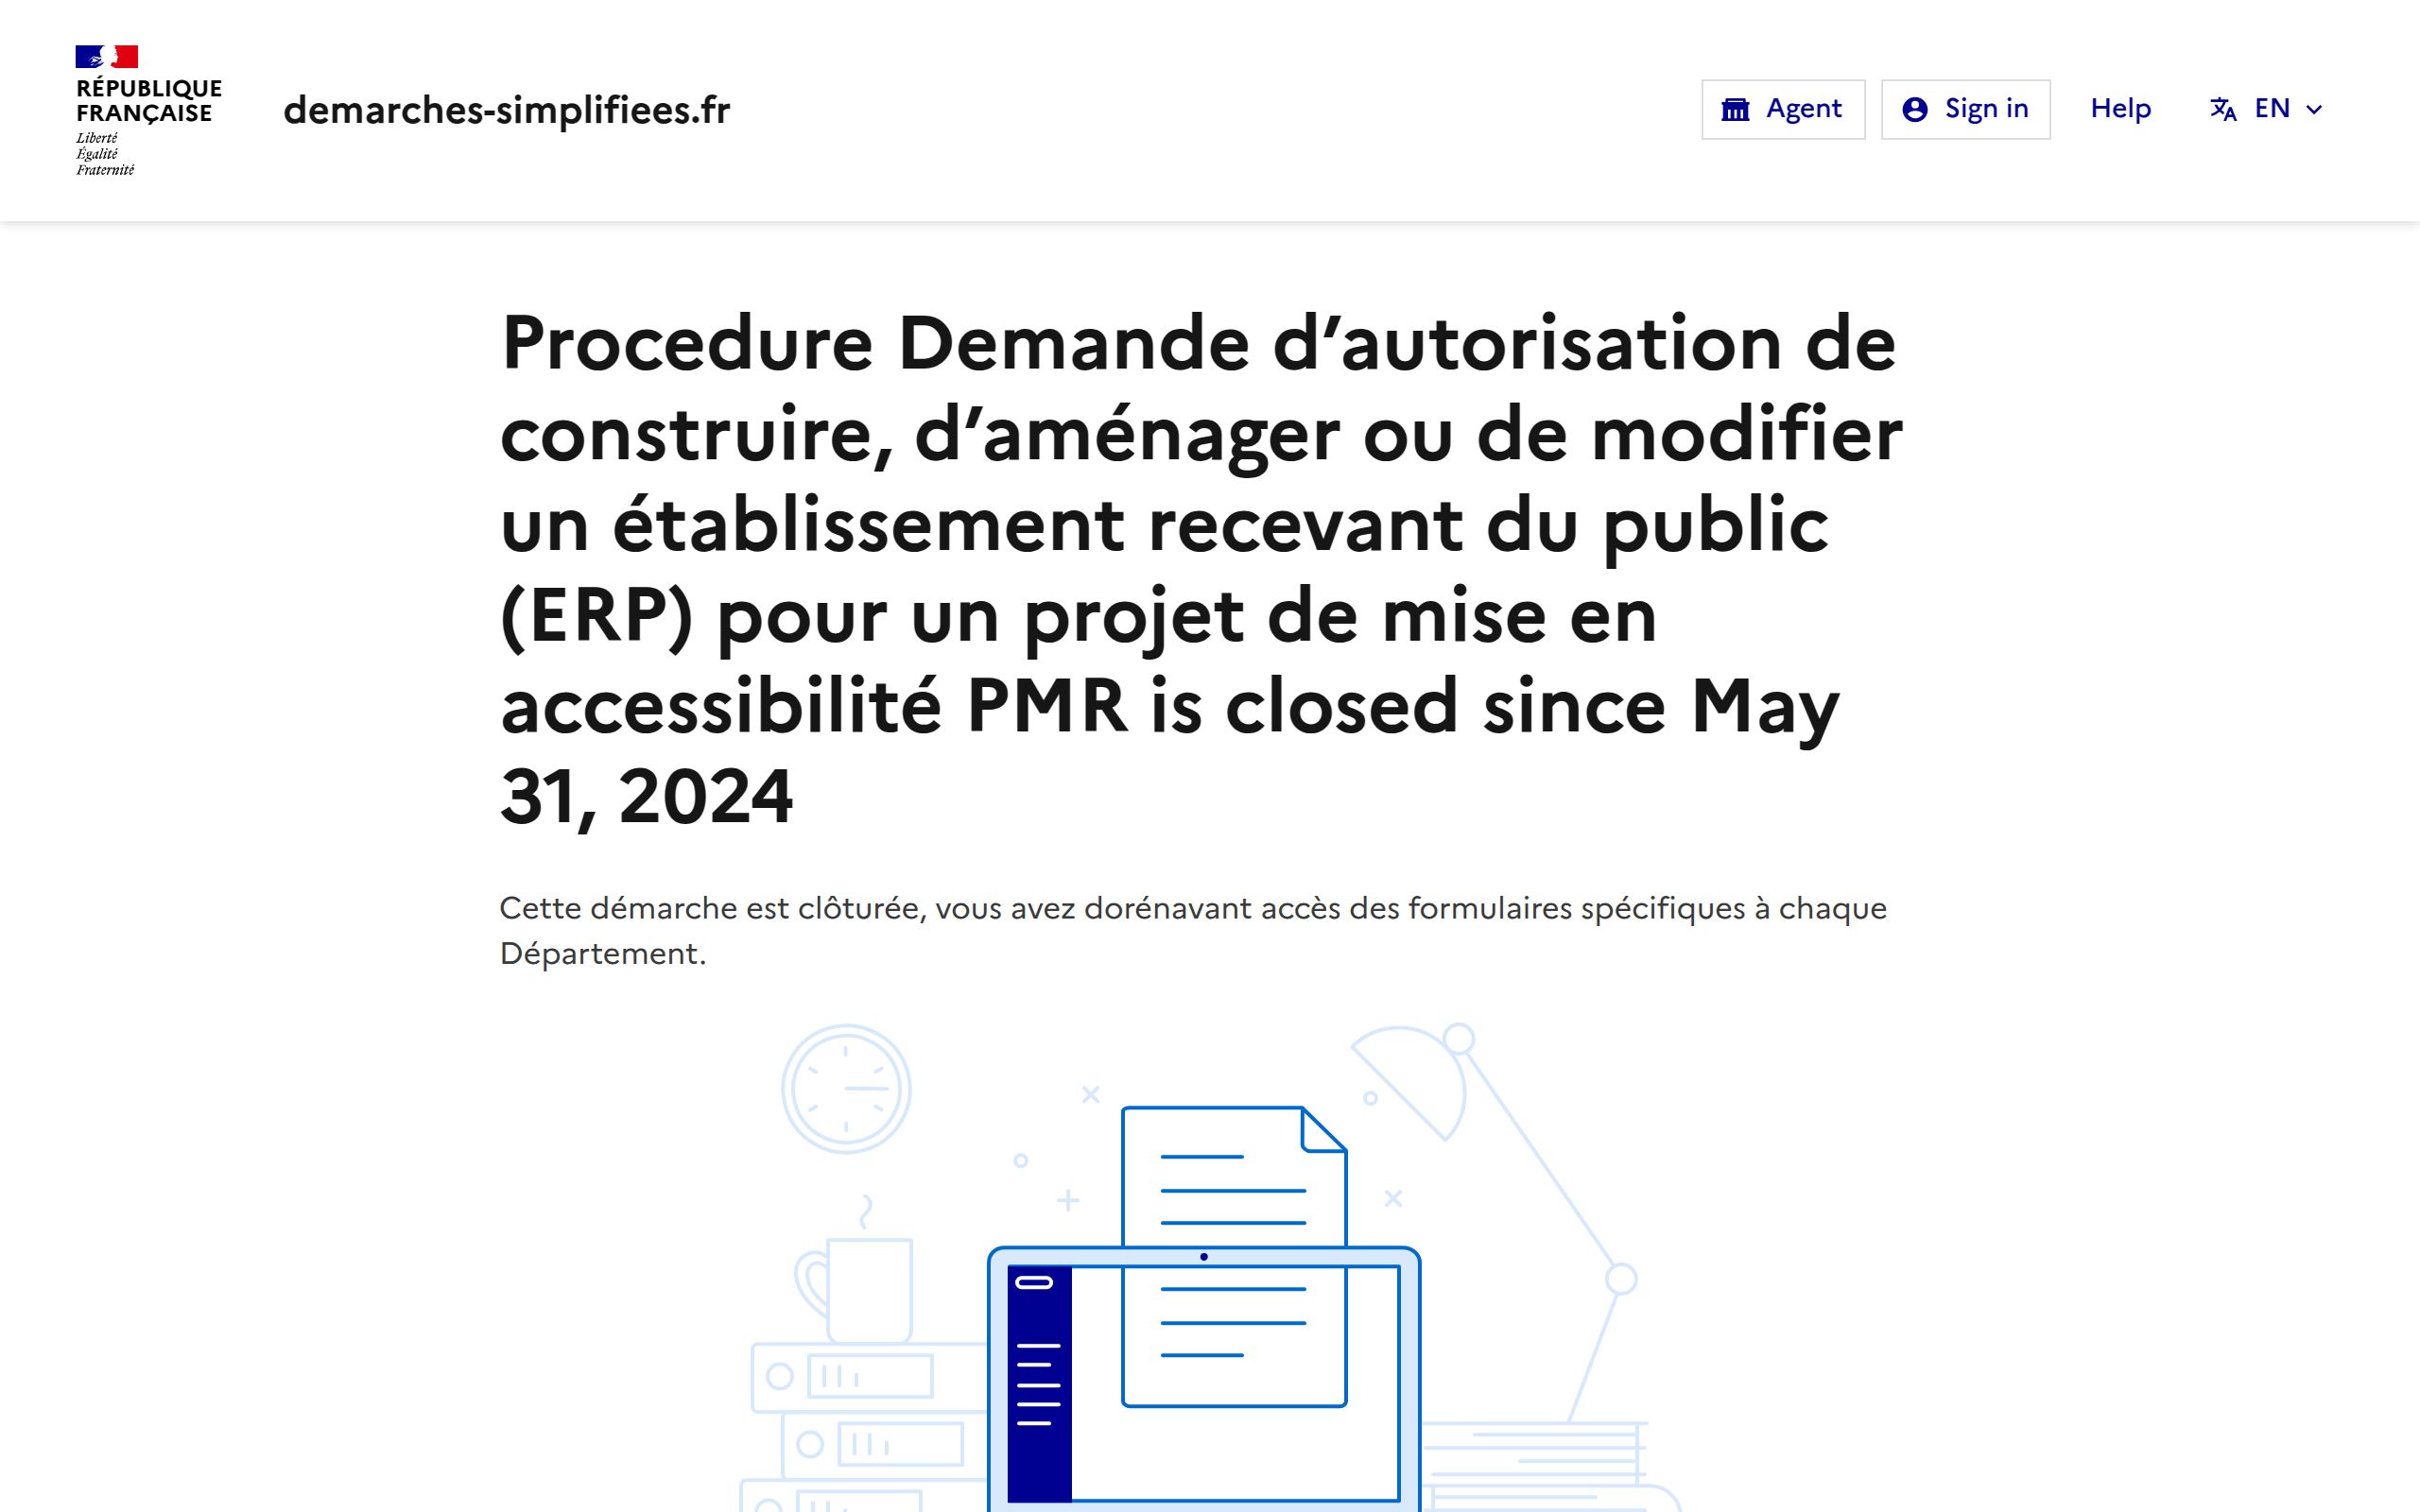 RÉPUBLIQUE
FRANÇAISE
Liberté
Égalité
Fraternité
demarches-simplifiees.fr
Agent
Sign in
Help
EN
Procedure Demande d’autorisation de
construire, d’aménager ou de modifier
un établissement recevant du public
(ERP) pour un projet de mise en
accessibilité PMR is closed since May
31, 2024
Cette démarche est clôturée, vous avez dorénavant accès des formulaires spécifiques à chaque
Département.